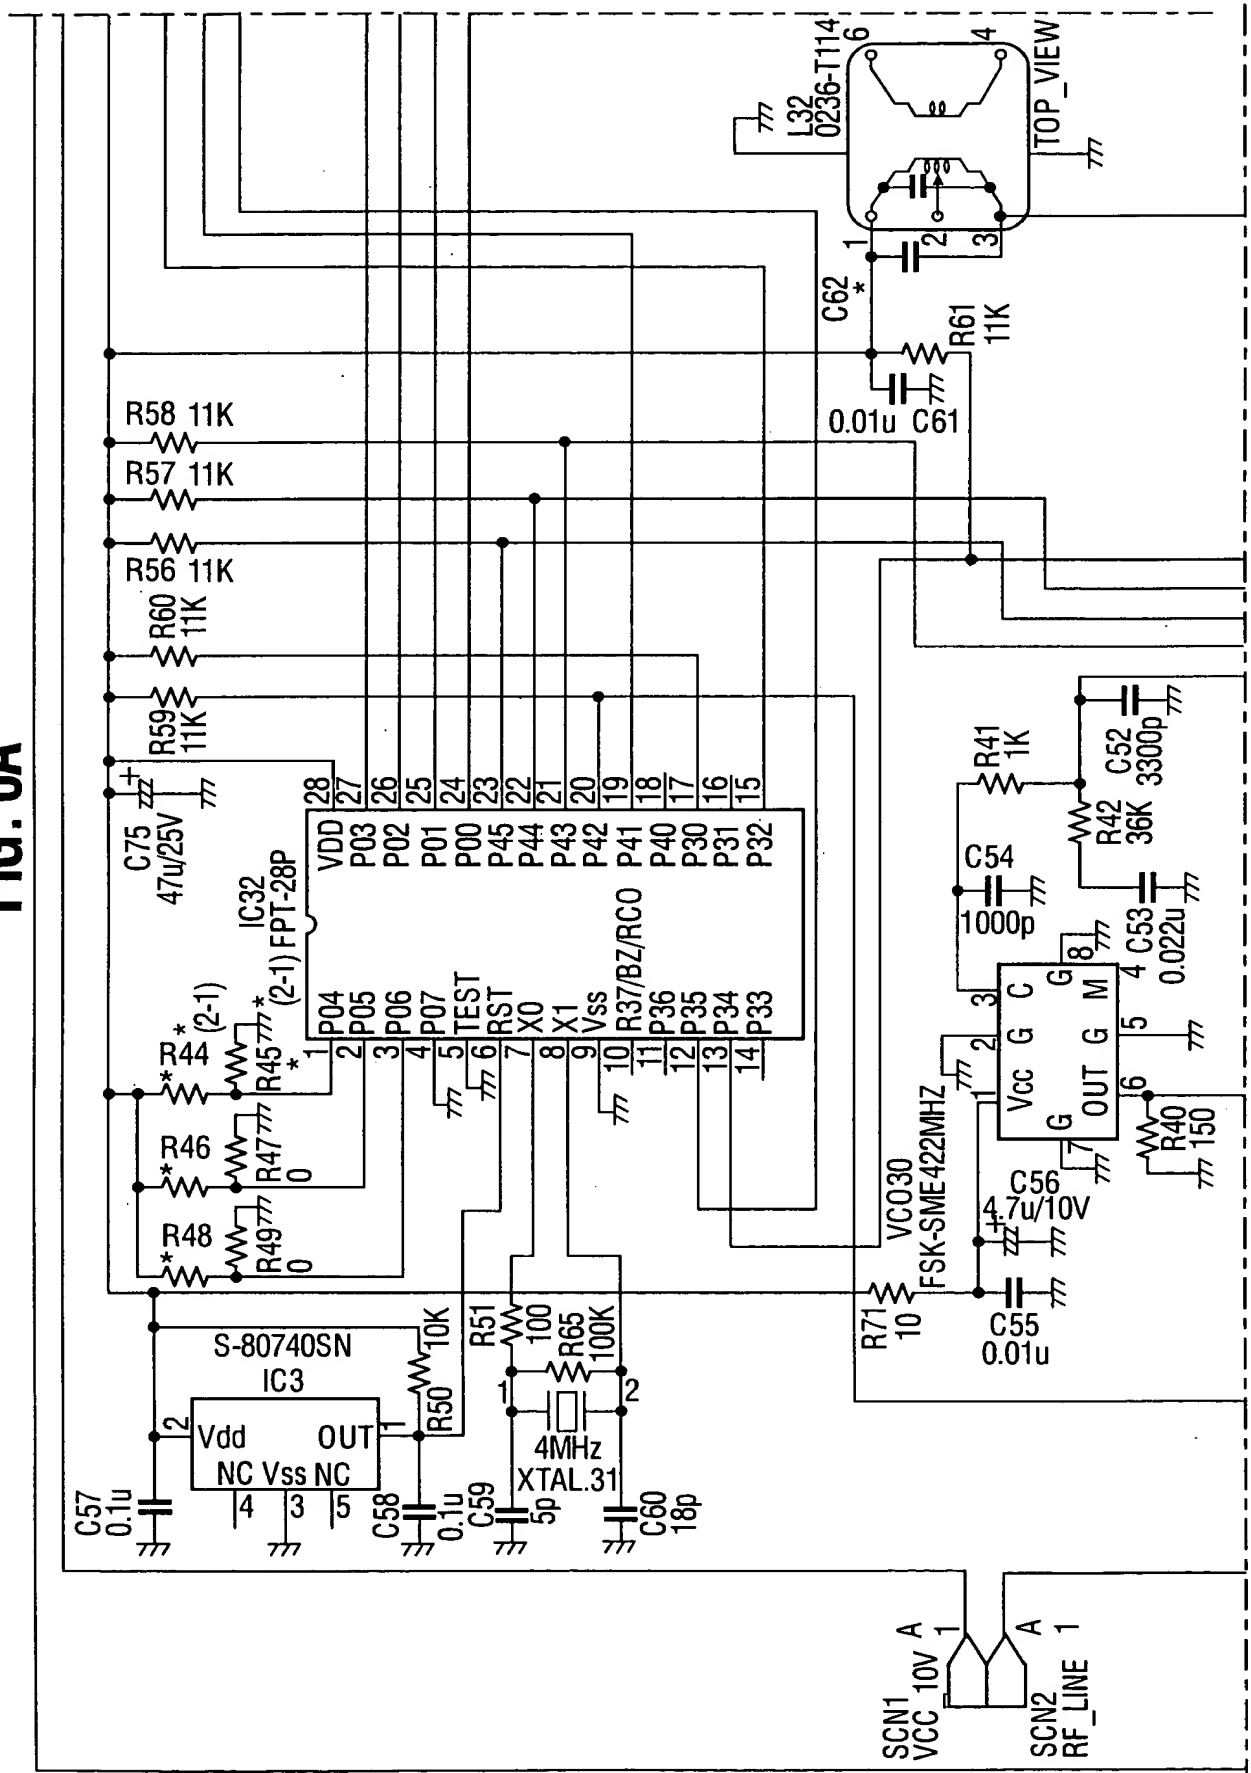 L32
0236-T114
6
4
TOP_VIEW
1
2
3
C62
*
R61
11K
0.01u C61
R58 11K
R57 11K
R56 11K
R60
11K
R59
11K
+
C75
47u/25V
IC32
(2-1) FPT-28P
28 VDD
27 P03
26 P02
25 P01
24 P00
23 P45
22 P44
21 P43
20 P42
19 P41
18 P40
17 P30
16 P31
15 P32
1 P04
2 P05
3 P06
4 P07
5 TEST
6 RST
7 X0
8 X1
9 Vss
10 R37/BZ/RCO
11 P36
12 P35
13 P34
14 P33
R44
*
* (2-1)
R45
*
*
R46
*
R47
0
R48
*
R49
0
R41
1K
C52
3300p
R42
36K
C53
0.022u
C54
1000p
VCO30
FSK-SME422MHZ
3 C
2 G
1 Vcc
G 8
M 4
G 5
OUT 6
G 7
R40
150
C56
4.7u/10V
+
C55
0.01u
R71
10
S-80740SN
IC3
2 Vdd
OUT 1
NC Vss NC
4 3 5
10K
R50
C57
0.1u
C58
0.1u
R51
100
R65
100K
1
2
4MHz
XTAL.31
C59
5p
C60
18p
SCN1
VCC 10V
A
1
SCN2
RF_LINE
A
1